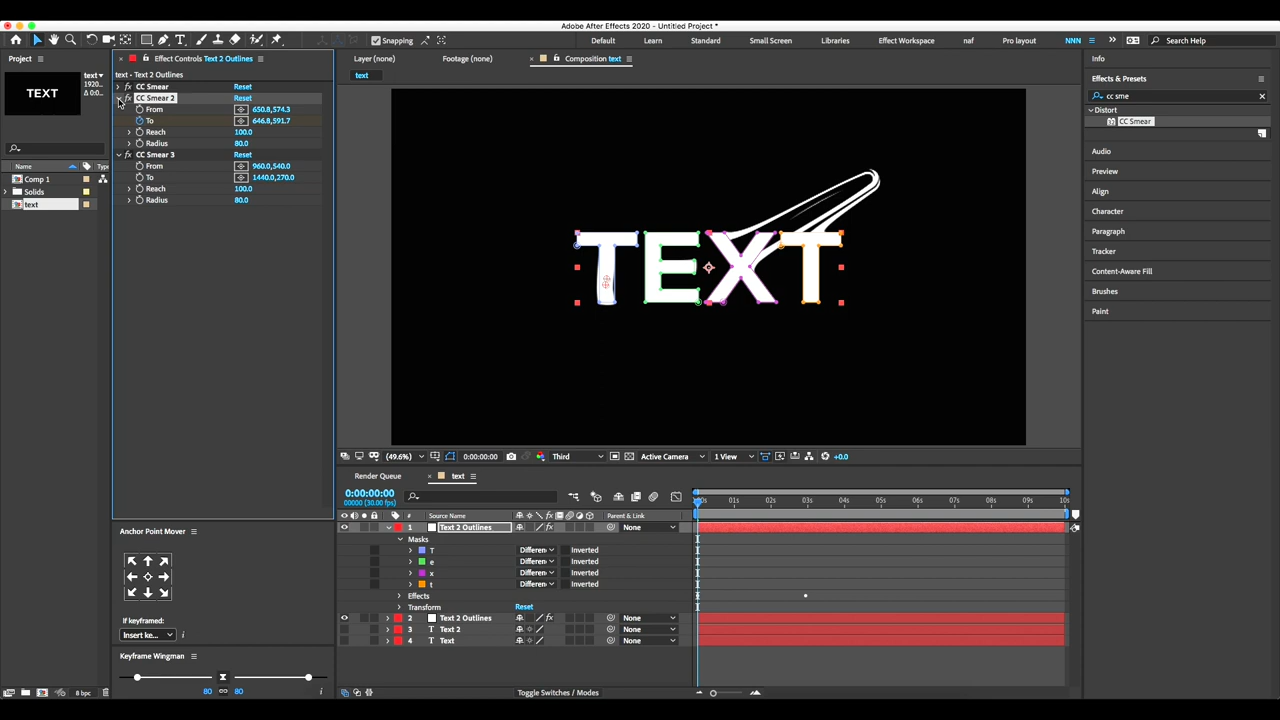 Adobe After Effects 2020 - Untitled Project *
Snapping
Default
Learn
Standard
Small Screen
Libraries
Effect Workspace
naf
Pro layout
NNN
Search Help
Project
Effect Controls Text 2 Outlines
Layer (none)
Footage (none)
Composition text
Info
text - Text 2 Outlines
text
Effects & Presets
text
1920...
Δ 0:0...
TEXT
CC Smear
Reset
CC Smear 2
Reset
From
650.8,574.3
To
646.8,591.7
Reach
100.0
Radius
80.0
CC Smear 3
Reset
From
960.0,540.0
To
1440.0,270.0
Reach
100.0
Radius
80.0
cc sme
Distort
CC Smear
Audio
Preview
Align
Character
Paragraph
Tracker
Content-Aware Fill
Brushes
Paint
Name
Type
Comp 1
Solids
text
TEXT
(49.6%)
0:00:00:00
Third
Active Camera
1 View
+0.0
Render Queue
text
0:00:00:00
00000 (30.00 fps)
01s
02s
03s
04s
05s
06s
07s
08s
09s
10s
#
Source Name
Parent & Link
1
Text 2 Outlines
None
Masks
T
Differen
Inverted
e
Differen
Inverted
x
Differen
Inverted
t
Differen
Inverted
Effects
Transform
Reset
2
Text 2 Outlines
None
3
T
Text 2
None
4
T
Text
None
Anchor Point Mover
If keyframed:
Insert ke...
i
Keyframe Wingman
80
80
i
8 bpc
Toggle Switches / Modes